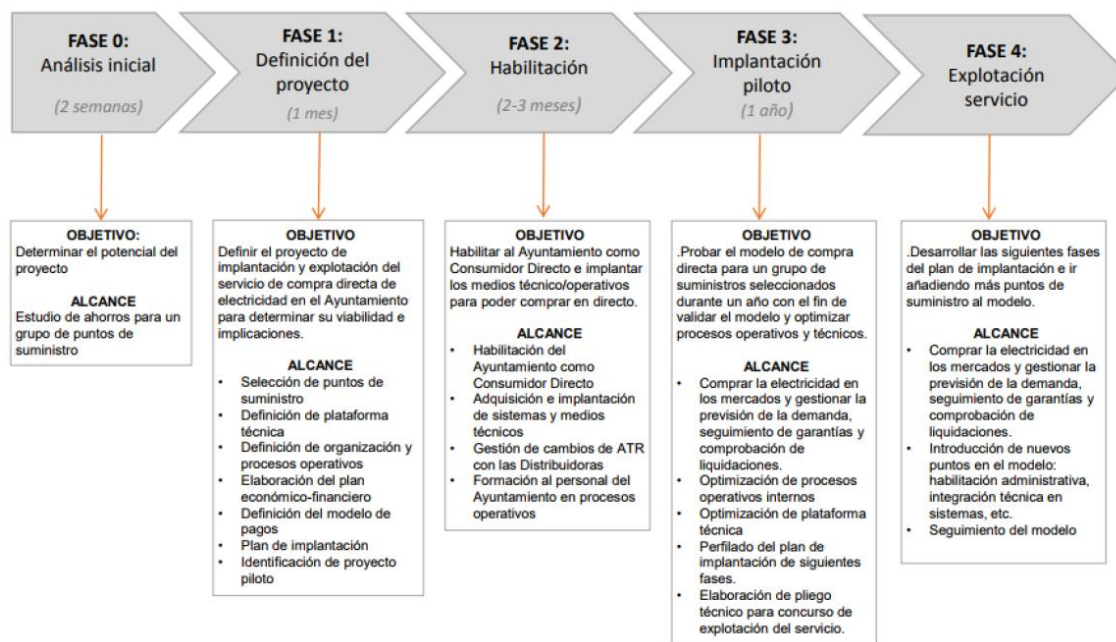 FASE 0:
Análisis inicial
(2 semanas)
FASE 1:
Definición del
proyecto
(1 mes)
FASE 2:
Habilitación
(2-3 meses)
FASE 3:
Implantación
piloto
(1 año)
FASE 4:
Explotación
servicio
OBJETIVO:
Determinar el potencial del
proyecto
ALCANCE
Estudio de ahorros para un
grupo de puntos de
suministro
OBJETIVO
Definir el proyecto de
implantación y explotación del
servicio de compra directa de
electricidad en el Ayuntamiento
para determinar su viabilidad e
implicaciones.
ALCANCE
• Selección de puntos de
suministro
• Definición de plataforma
técnica
• Definición de organización y
procesos operativos
• Elaboración del plan
económico-financiero
• Definición del modelo de
pagos
• Plan de implantación
• Identificación de proyecto
piloto
OBJETIVO
Habilitar al Ayuntamiento como
Consumidor Directo e implantar
los medios técnico/operativos
para poder comprar en directo.
ALCANCE
• Habilitación del
Ayuntamiento como
Consumidor Directo
• Adquisición e implantación
de sistemas y medios
técnicos
• Gestión de cambios de ATR
con las Distribuidoras
• Formación al personal del
Ayuntamiento en procesos
operativos
OBJETIVO
.Probar el modelo de compra
directa para un grupo de
suministros seleccionados
durante un año con el fin de
validar el modelo y optimizar
procesos operativos y técnicos.
ALCANCE
• Comprar la electricidad en
los mercados y gestionar la
previsión de la demanda,
seguimiento de garantías y
comprobación de
liquidaciones.
• Optimización de procesos
operativos internos
• Optimización de plataforma
técnica
• Perfilado del plan de
implantación de siguientes
fases.
• Elaboración de pliego
técnico para concurso de
explotación del servicio.
OBJETIVO
.Desarrollar las siguientes fases
del plan de implantación e ir
añadiendo más puntos de
suministro al modelo.
ALCANCE
• Comprar la electricidad en
los mercados y gestionar la
previsión de la demanda,
seguimiento de garantías y
comprobación de
liquidaciones.
• Introducción de nuevos
puntos en el modelo:
habilitación administrativa,
integración técnica en
sistemas, etc.
• Seguimiento del modelo